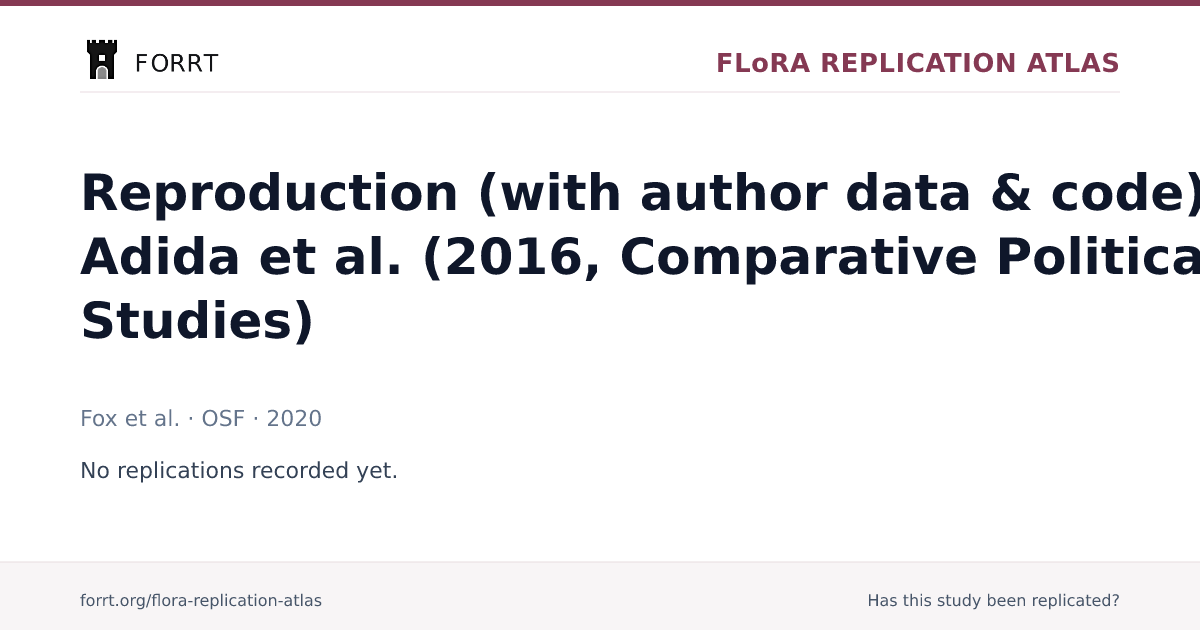 FORRT
FLoRA REPLICATION ATLAS
Reproduction (with author data & code)
Adida et al. (2016, Comparative Politica
Studies)
Fox et al. · OSF · 2020
No replications recorded yet.
forrt.org/flora-replication-atlas
Has this study been replicated?